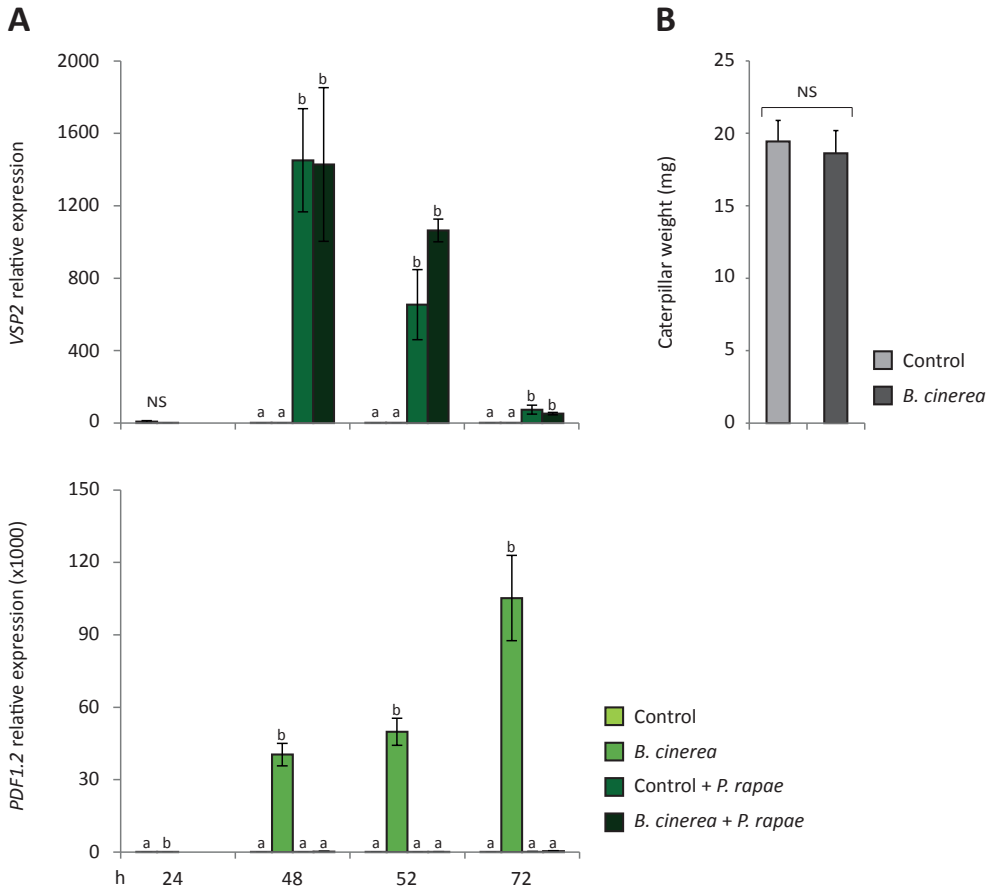 A
B
VSP2 relative expression
2000
1600
1200
800
400
0
NS
a a b b
a a b b
a a b b
Caterpillar weight (mg)
25
20
15
10
5
0
NS
Control
B. cinerea
PDF1.2 relative expression (x1000)
150
120
90
60
30
0
a b
a b a a
a b a a
a b a a
h 24 48 52 72
Control
B. cinerea
Control + P. rapae
B. cinerea + P. rapae